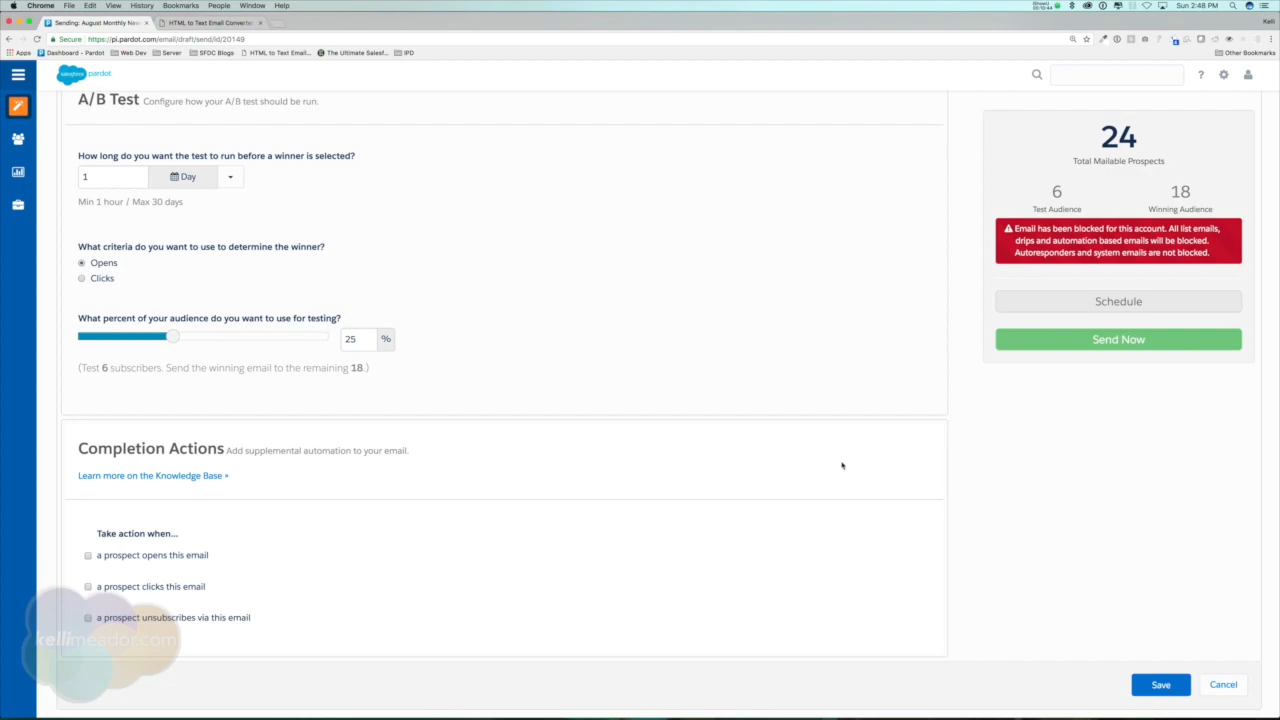 Chrome File Edit View History Bookmarks People Window Help
Sun 2:48 PM
Sending: August Monthly New
HTML to Text Email Converte
Kelli
Secure https://pi.pardot.com/email/draft/send/id/20149
Apps Dashboard - Pardot Web Dev Server SFDC Blogs HTML to Text Email... The Ultimate Salesf... IPD Other Bookmarks
salesforce pardot
?
A/B Test Configure how your A/B test should be run.
How long do you want the test to run before a winner is selected?
1 Day
Min 1 hour / Max 30 days
What criteria do you want to use to determine the winner?
Opens
Clicks
What percent of your audience do you want to use for testing?
25 %
(Test 6 subscribers. Send the winning email to the remaining 18.)
Completion Actions Add supplemental automation to your email.
Learn more on the Knowledge Base »
Take action when...
a prospect opens this email
a prospect clicks this email
a prospect unsubscribes via this email
kellimeador.com
24
Total Mailable Prospects
6 18
Test Audience Winning Audience
Email has been blocked for this account. All list emails,
drips and automation based emails will be blocked.
Autoresponders and system emails are not blocked.
Schedule
Send Now
Save Cancel